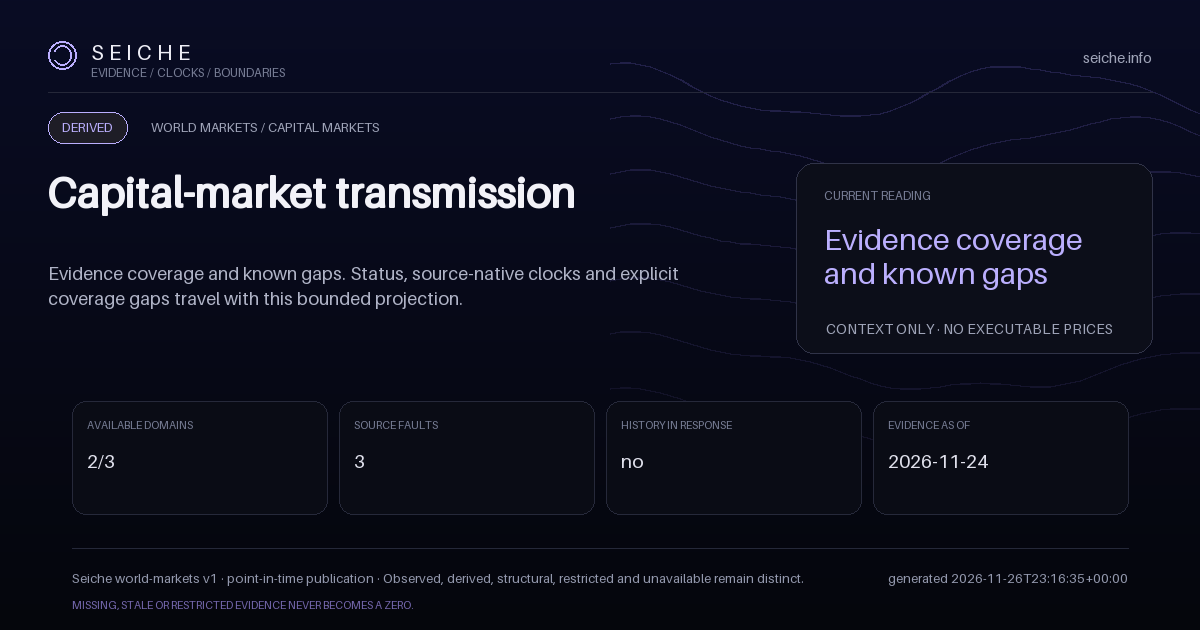 SEICHE
EVIDENCE / CLOCKS / BOUNDARIES
seiche.info
DERIVED
WORLD MARKETS / CAPITAL MARKETS
Capital-market transmission
Evidence coverage and known gaps. Status, source-native clocks and explicit
coverage gaps travel with this bounded projection.
CURRENT READING
Evidence coverage
and known gaps
CONTEXT ONLY · NO EXECUTABLE PRICES
AVAILABLE DOMAINS
2/3
SOURCE FAULTS
3
HISTORY IN RESPONSE
no
EVIDENCE AS OF
2026-11-24
Seiche world-markets v1 · point-in-time publication · Observed, derived, structural, restricted and unavailable remain distinct.
generated 2026-11-26T23:16:35+00:00
MISSING, STALE OR RESTRICTED EVIDENCE NEVER BECOMES A ZERO.